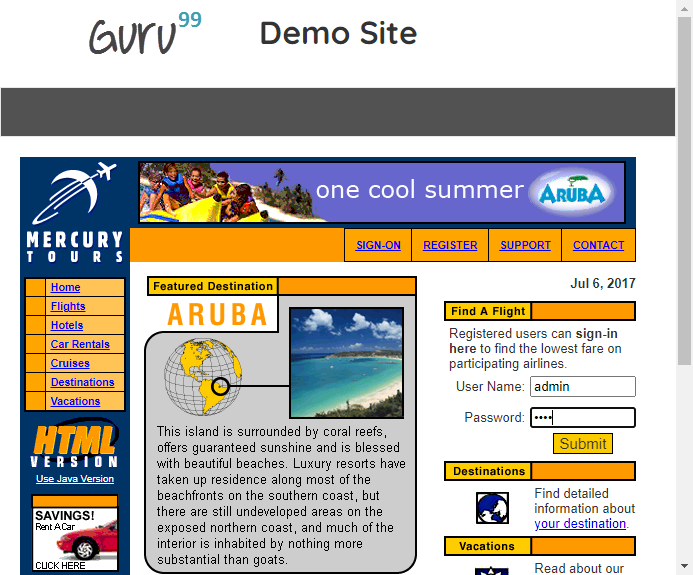 Guru99 Demo Site
one cool summer ARUBA
MERCURY
TOURS
SIGN-ON REGISTER SUPPORT CONTACT
Jul 6, 2017
Home
Flights
Hotels
Car Rentals
Cruises
Destinations
Vacations
HTML
VERSION
Use Java Version
SAVINGS!
Rent A Car
CLICK HERE
Featured Destination
ARUBA
This island is surrounded by coral reefs,
offers guaranteed sunshine and is blessed
with beautiful beaches. Luxury resorts have
taken up residence along most of the
beachfronts on the southern coast, but
there are still undeveloped areas on the
exposed northern coast, and much of the
interior is inhabited by nothing more
substantial than goats.
Find A Flight
Registered users can sign-in
here to find the lowest fare on
participating airlines.
User Name: admin
Password: ••••
Submit
Destinations
Find detailed
information about
your destination.
Vacations
Read about our